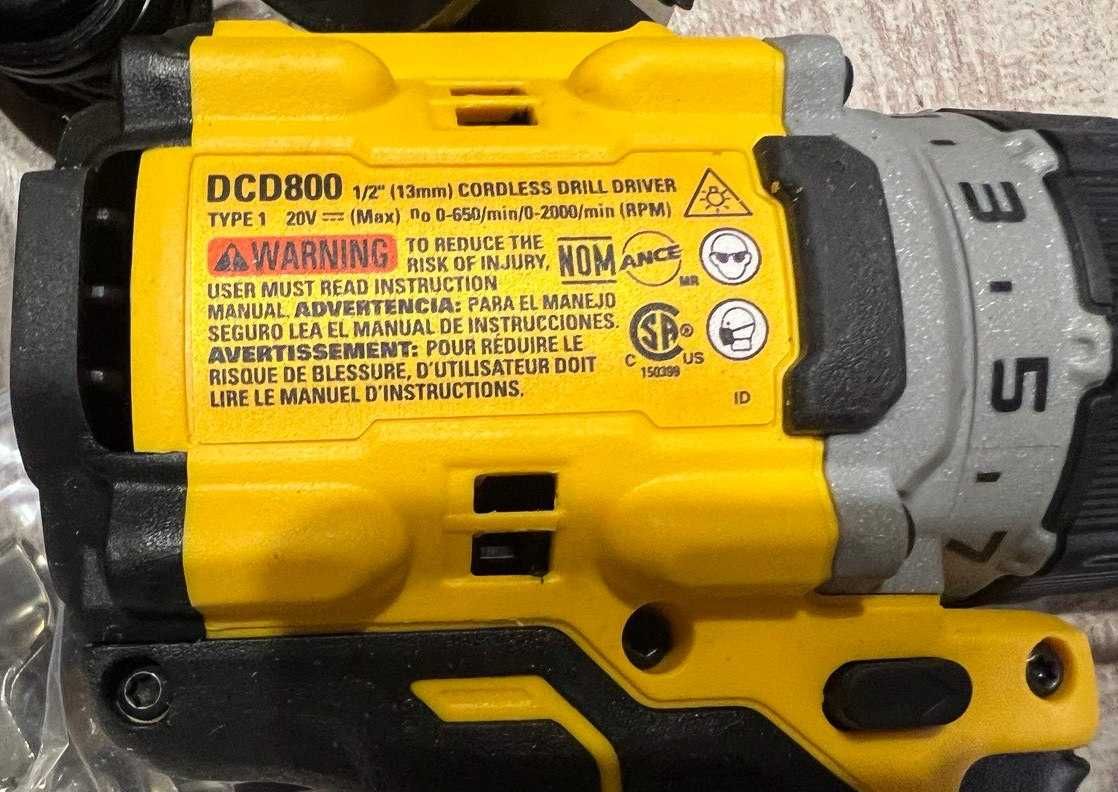 DCD800 1/2" (13mm) CORDLESS DRILL DRIVER
TYPE 1 20V ⎓ (Max) no 0-650/min/0-2000/min (RPM)
WARNING TO REDUCE THE
RISK OF INJURY,
USER MUST READ INSTRUCTION
MANUAL. ADVERTENCIA: PARA EL MANEJO
SEGURO LEA EL MANUAL DE INSTRUCCIONES.
AVERTISSEMENT: POUR RÉDUIRE LE
RISQUE DE BLESSURE, D'UTILISATEUR DOIT
LIRE LE MANUEL D'INSTRUCTIONS.
NOM ANCE
MR
CSA®
C US
150399
ID
3
5
7